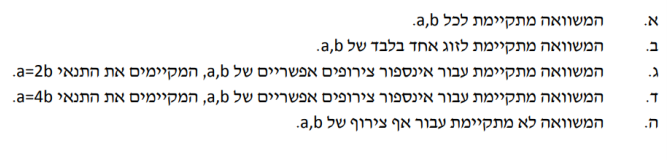 א. המשוואה מתקיימת לכל a,b.
ב. המשוואה מתקיימת לזוג אחד בלבד של a,b.
ג. המשוואה מתקיימת עבור אינספור צירופים אפשריים של a,b, המקיימים את התנאי a=2b.
ד. המשוואה מתקיימת עבור אינספור צירופים אפשריים של a,b, המקיימים את התנאי a=4b.
ה. המשוואה לא מתקיימת עבור אף צירוף של a,b.